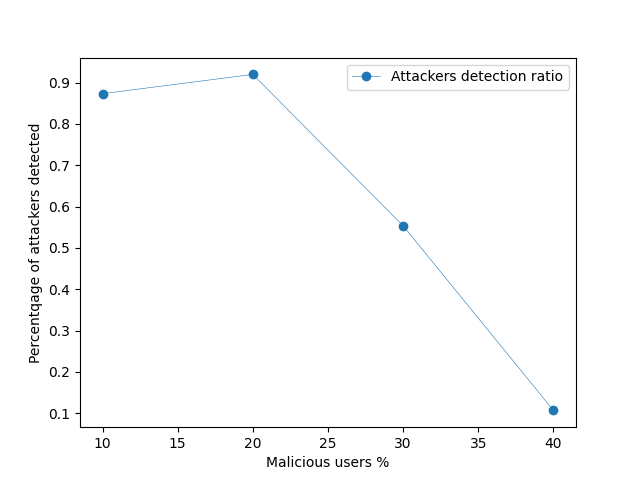 Attackers detection ratio
0.9
0.8
0.7
0.6
0.5
0.4
0.3
0.2
0.1
Percentqage of attackers detected
10 15 20 25 30 35 40
Malicious users %